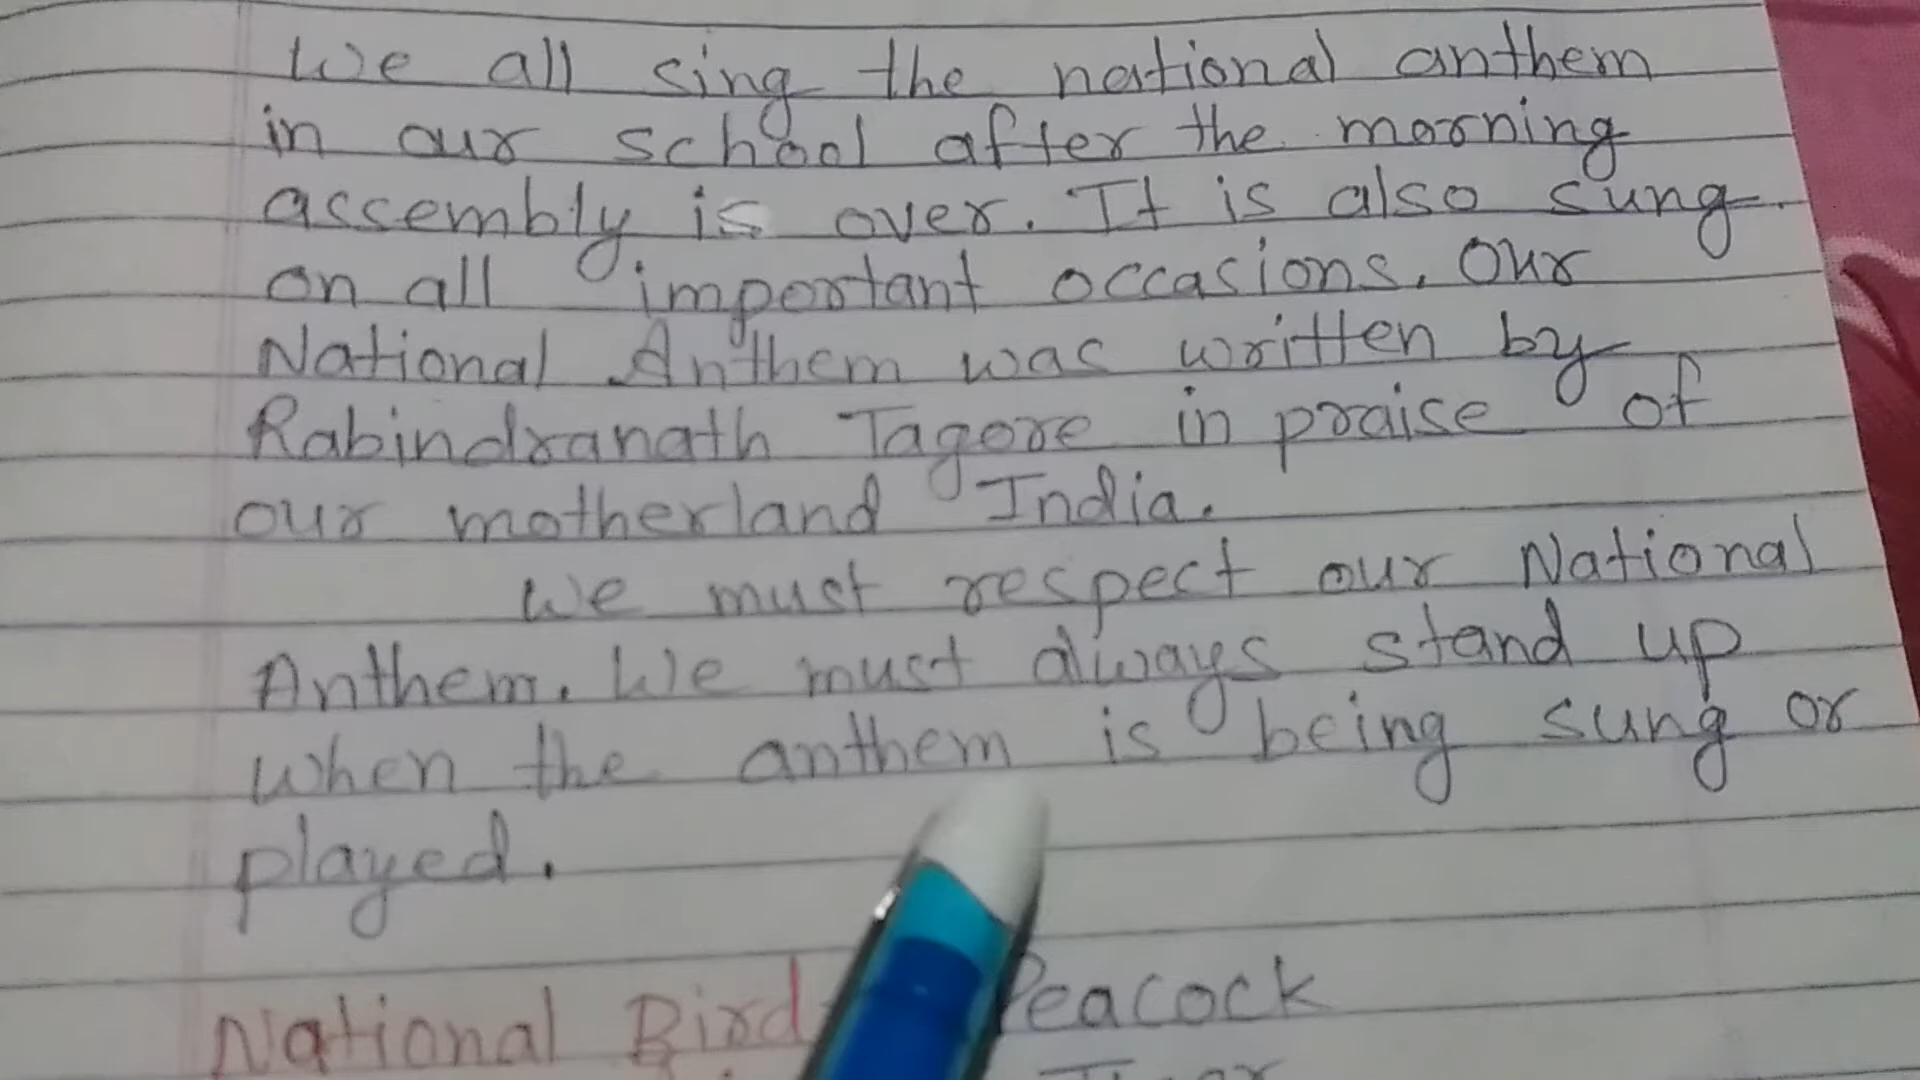 We all sing the national anthem
in our school after the morning
assembly is over. It is also sung
on all important occasions. Our
National Anthem was written by
Rabindranath Tagore in praise of
our motherland India.
We must respect our National
Anthem. We must always stand up
when the anthem is being sung or
played.
National Bird Peacock